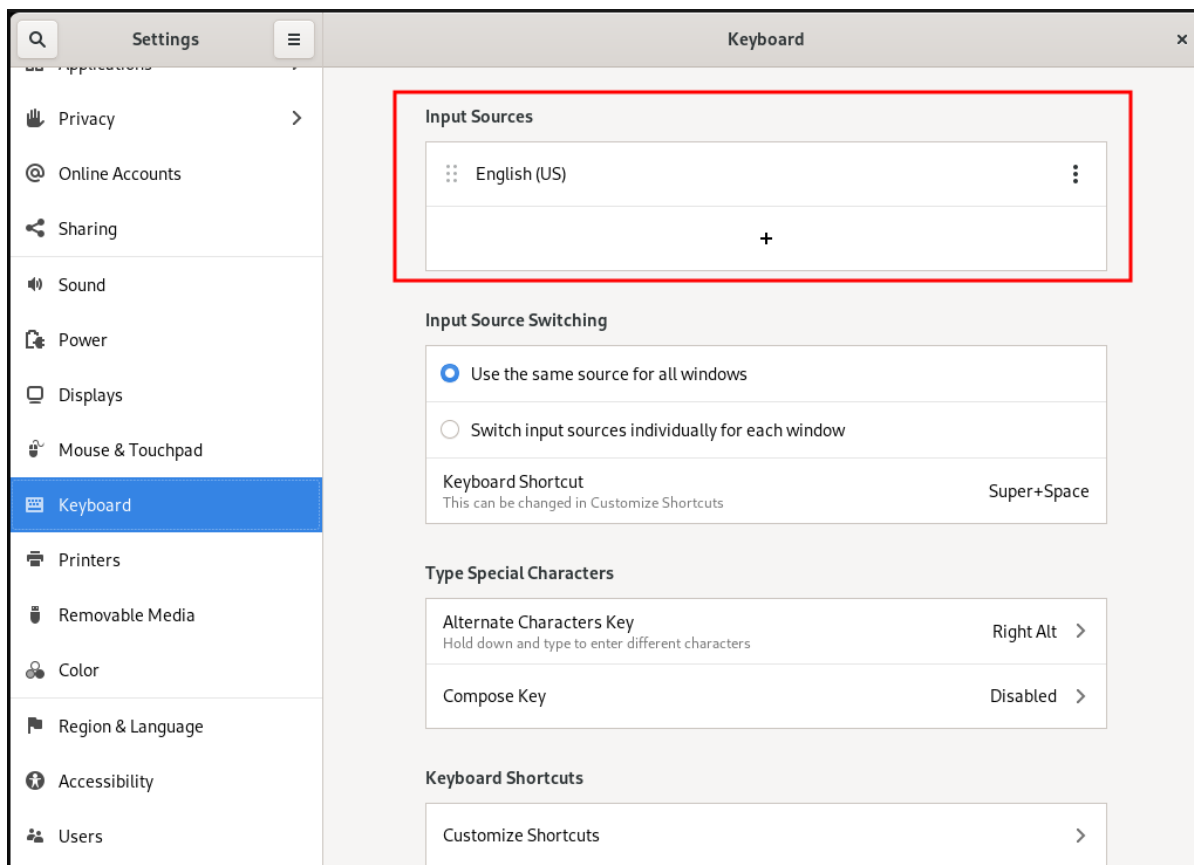 Settings
Keyboard
Applications
Privacy
Online Accounts
Sharing
Sound
Power
Displays
Mouse & Touchpad
Keyboard
Printers
Removable Media
Color
Region & Language
Accessibility
Users
Input Sources
English (US)
+
Input Source Switching
Use the same source for all windows
Switch input sources individually for each window
Keyboard Shortcut
This can be changed in Customize Shortcuts
Super+Space
Type Special Characters
Alternate Characters Key
Hold down and type to enter different characters
Right Alt
Compose Key
Disabled
Keyboard Shortcuts
Customize Shortcuts